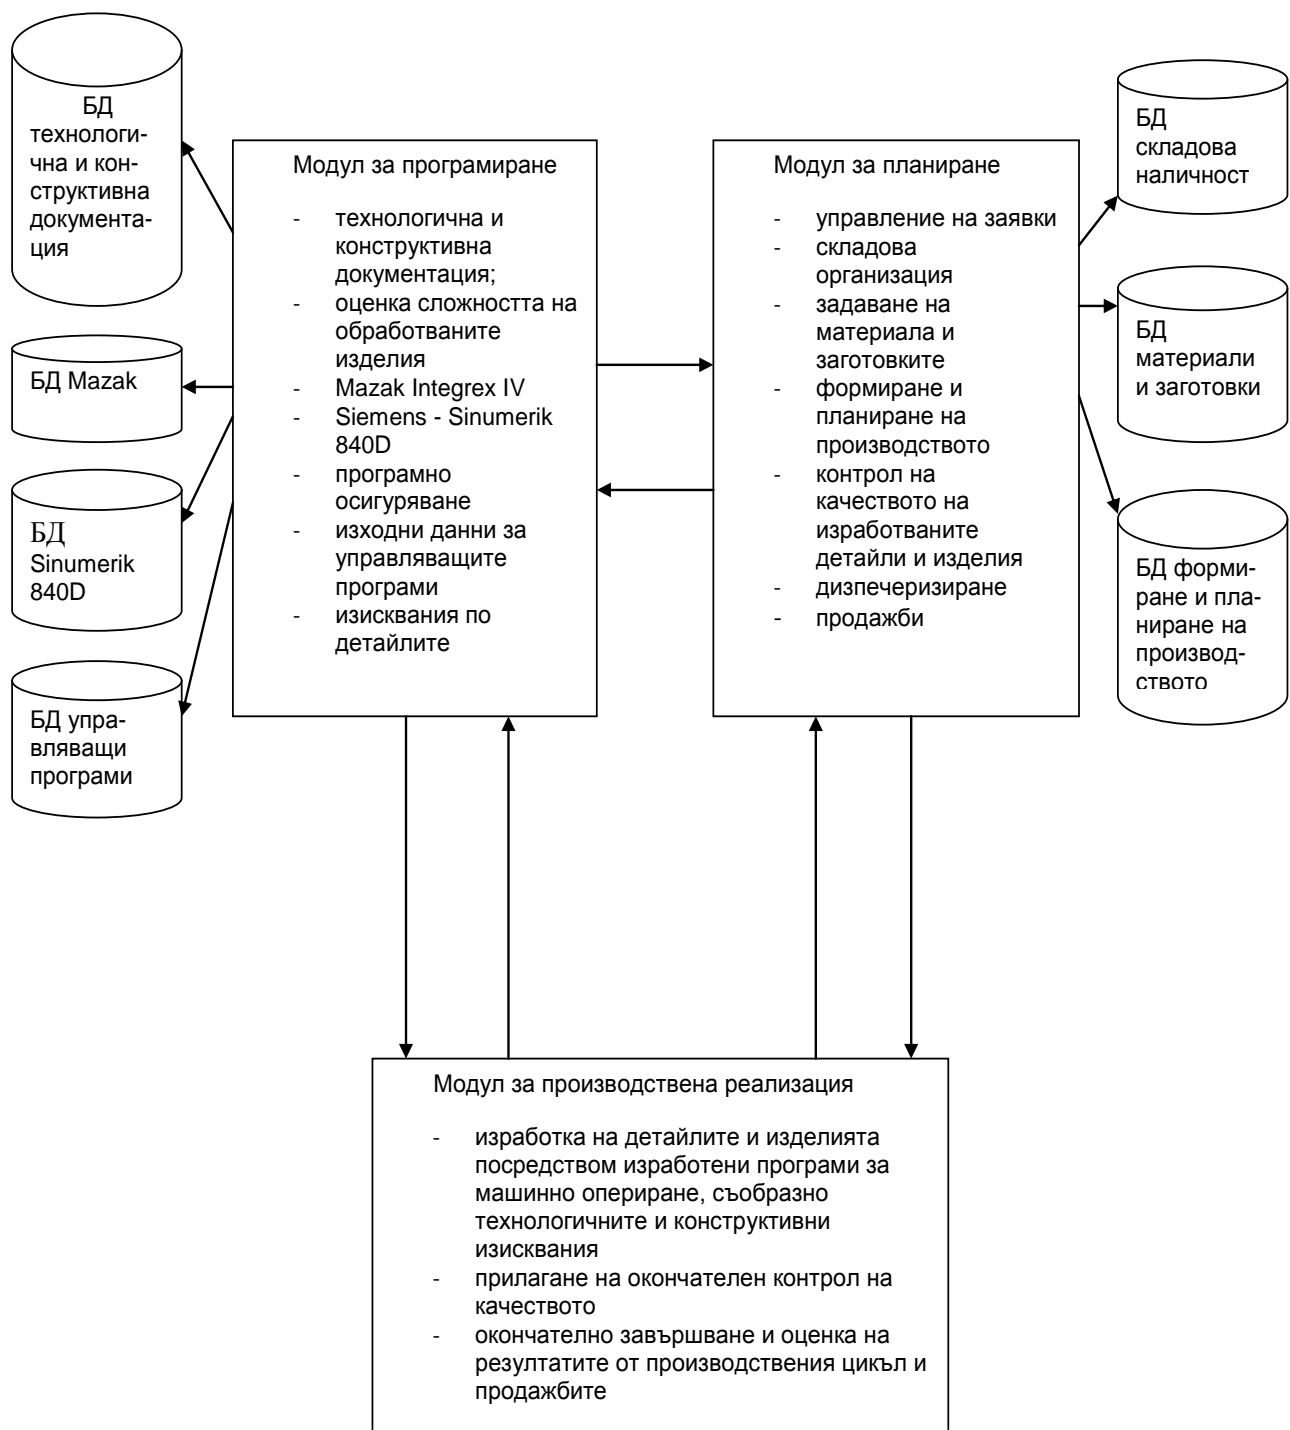 БД
технологи-
чна и кон-
структивна
документа-
ция
БД Mazak
БД
Sinumerik
840D
БД упра-
вляващи
програми
Модул за програмиране
- технологична и
конструктивна
документация;
- оценка сложността на
обработваните
изделия
- Mazak Integrex IV
- Siemens - Sinumerik
840D
- програмно
осигуряване
- изходни данни за
управляващите
програми
- изисквания по
детайлите
Модул за планиране
- управление на заявки
- складова
организация
- задаване на
материала и
заготовките
- формиране и
планиране на
производството
- контрол на
качеството на
изработваните
детайли и изделия
- дизпечеризиране
- продажби
БД
складова
наличност
БД
материали
и заготовки
БД форми-
ране и пла-
ниране на
производ-
ството
Модул за производствена реализация
- изработка на детайлите и изделията
посредством изработени програми за
машинно опериране, съобразно
технологичните и конструктивни
изисквания
- прилагане на окончателен контрол на
качеството
- окончателно завършване и оценка на
резултатите от производствения цикъл и
продажбите